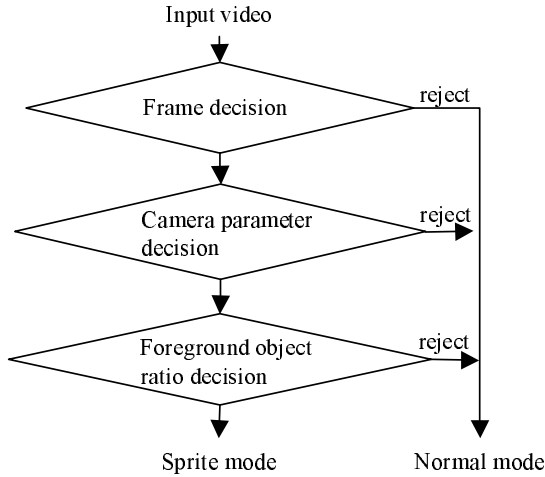 Input video
reject
Frame decision
reject
Camera parameter
decision
reject
Foreground object
ratio decision
Sprite mode
Normal mode